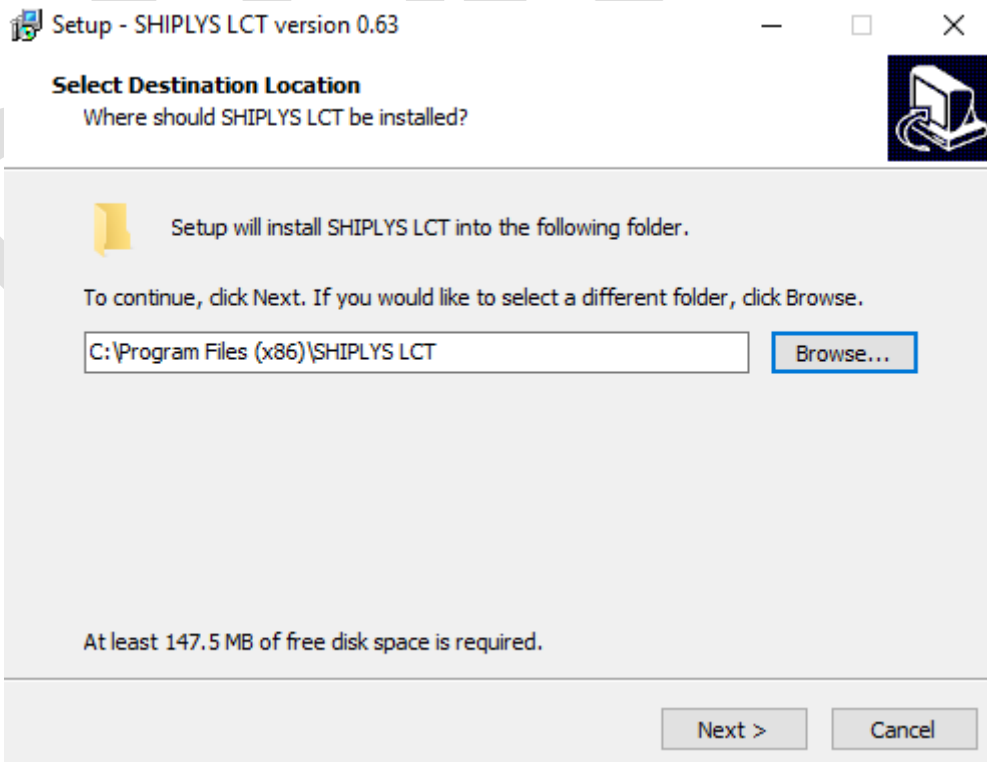 Setup - SHIPLYS LCT version 0.63
Select Destination Location
Where should SHIPLYS LCT be installed?
Setup will install SHIPLYS LCT into the following folder.
To continue, click Next. If you would like to select a different folder, click Browse.
C:\Program Files (x86)\SHIPLYS LCT
Browse...
At least 147.5 MB of free disk space is required.
Next >
Cancel